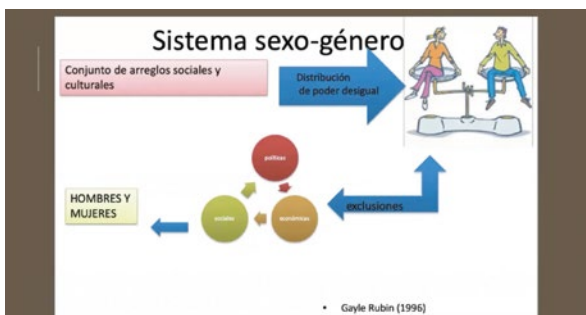 Sistema sexo-género
Conjunto de arreglos sociales y
culturales
Distribución
de poder desigual
políticas
sociales
económicas
HOMBRES Y
MUJERES
exclusiones
• Gayle Rubin (1996)